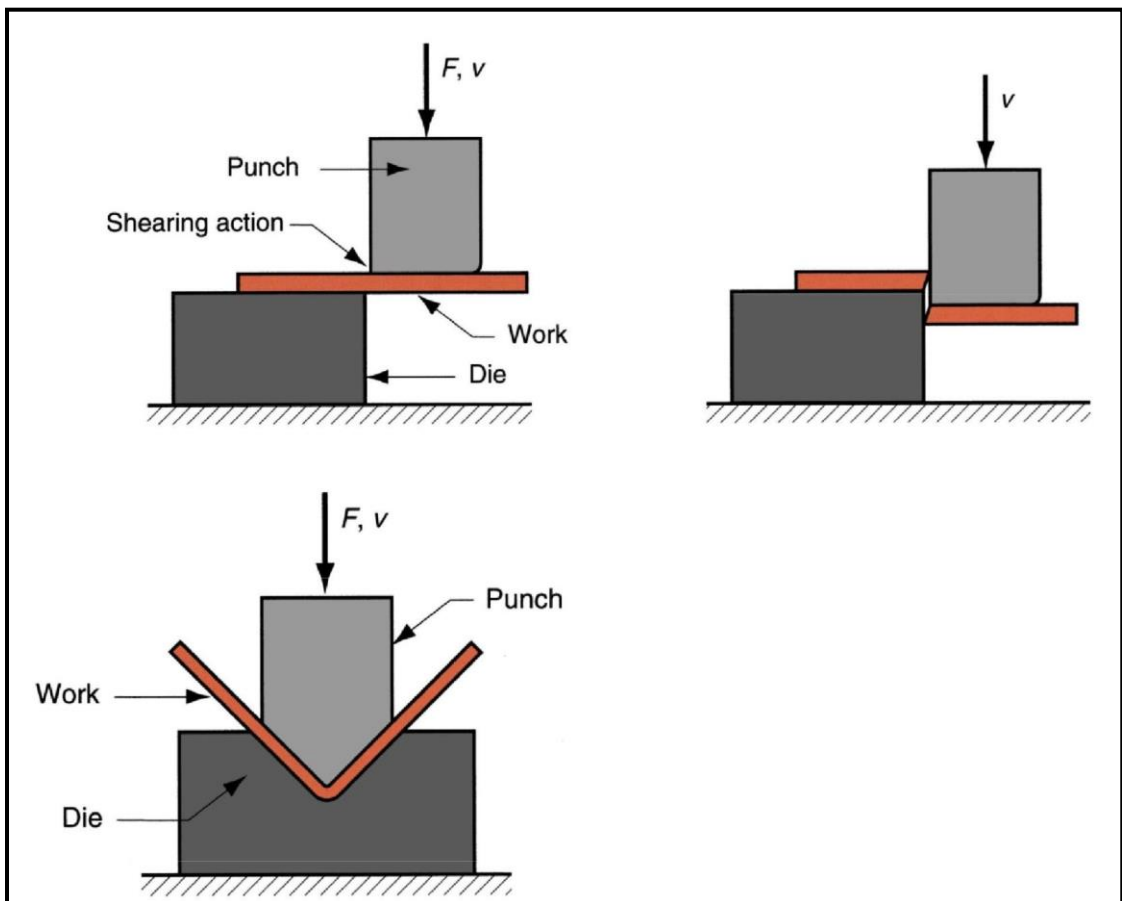 F, v
Punch
Shearing action
Work
Die
v
F, v
Punch
Work
Die